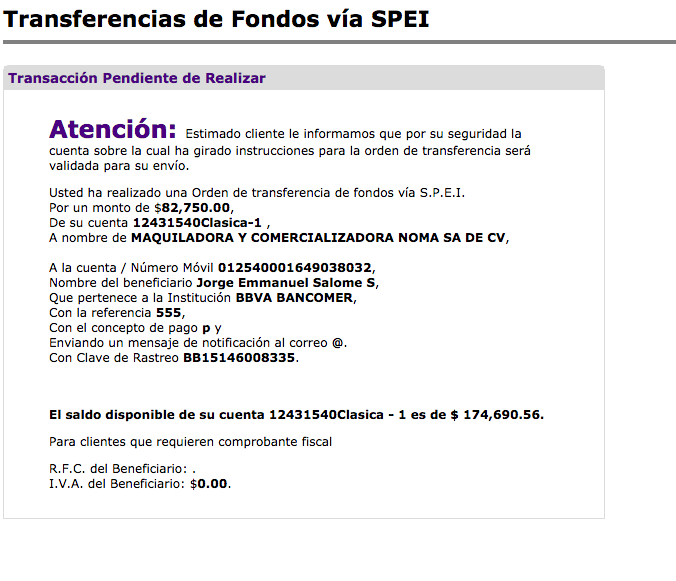 Transferencias de Fondos vía SPEI
Transacción Pendiente de Realizar
Atención: Estimado cliente le informamos que por su seguridad la
cuenta sobre la cual ha girado instrucciones para la orden de transferencia será
validada para su envío.
Usted ha realizado una Orden de transferencia de fondos vía S.P.E.I.
Por un monto de $82,750.00,
De su cuenta 12431540Clasica-1 ,
A nombre de MAQUILADORA Y COMERCIALIZADORA NOMA SA DE CV,
A la cuenta / Número Móvil 012540001649038032,
Nombre del beneficiario Jorge Emmanuel Salome S,
Que pertenece a la Institución BBVA BANCOMER,
Con la referencia 555,
Con el concepto de pago p y
Enviando un mensaje de notificación al correo @.
Con Clave de Rastreo BB15146008335.
El saldo disponible de su cuenta 12431540Clasica - 1 es de $ 174,690.56.
Para clientes que requieren comprobante fiscal
R.F.C. del Beneficiario: .
I.V.A. del Beneficiario: $0.00.